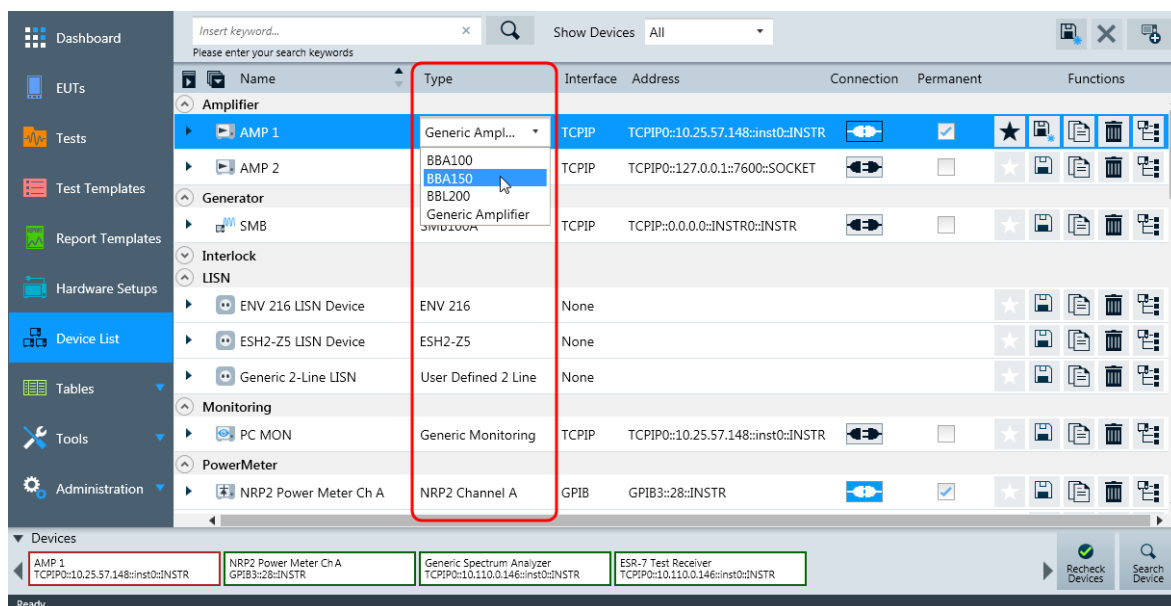 Dashboard
EUTs
Tests
Test Templates
Report Templates
Hardware Setups
Device List
Tables
Tools
Administration
Insert keyword...
Please enter your search keywords
Show Devices All
Name Type Interface Address Connection Permanent Functions
Amplifier
AMP 1 Generic Ampl... TCPIP TCPIP0::10.25.57.148::inst0::INSTR
BBA100
BBA150
BBL200
Generic Amplifier
AMP 2 TCPIP TCPIP0::127.0.0.1::7600::SOCKET
Generator
SMB SMB100A TCPIP TCPIP::0.0.0.0::INSTR0::INSTR
Interlock
LISN
ENV 216 LISN Device ENV 216 None
ESH2-Z5 LISN Device ESH2-Z5 None
Generic 2-Line LISN User Defined 2 Line None
Monitoring
PC MON Generic Monitoring TCPIP TCPIP0::10.25.57.148::inst0::INSTR
PowerMeter
NRP2 Power Meter Ch A NRP2 Channel A GPIB GPIB3::28::INSTR
Devices
AMP 1
TCPIP0::10.25.57.148::inst0::INSTR
NRP2 Power Meter Ch A
GPIB3::28::INSTR
Generic Spectrum Analyzer
TCPIP0::10.110.0.146::inst0::INSTR
ESR-7 Test Receiver
TCPIP0::10.110.0.146::inst0::INSTR
Recheck
Devices
Search
Device
Ready